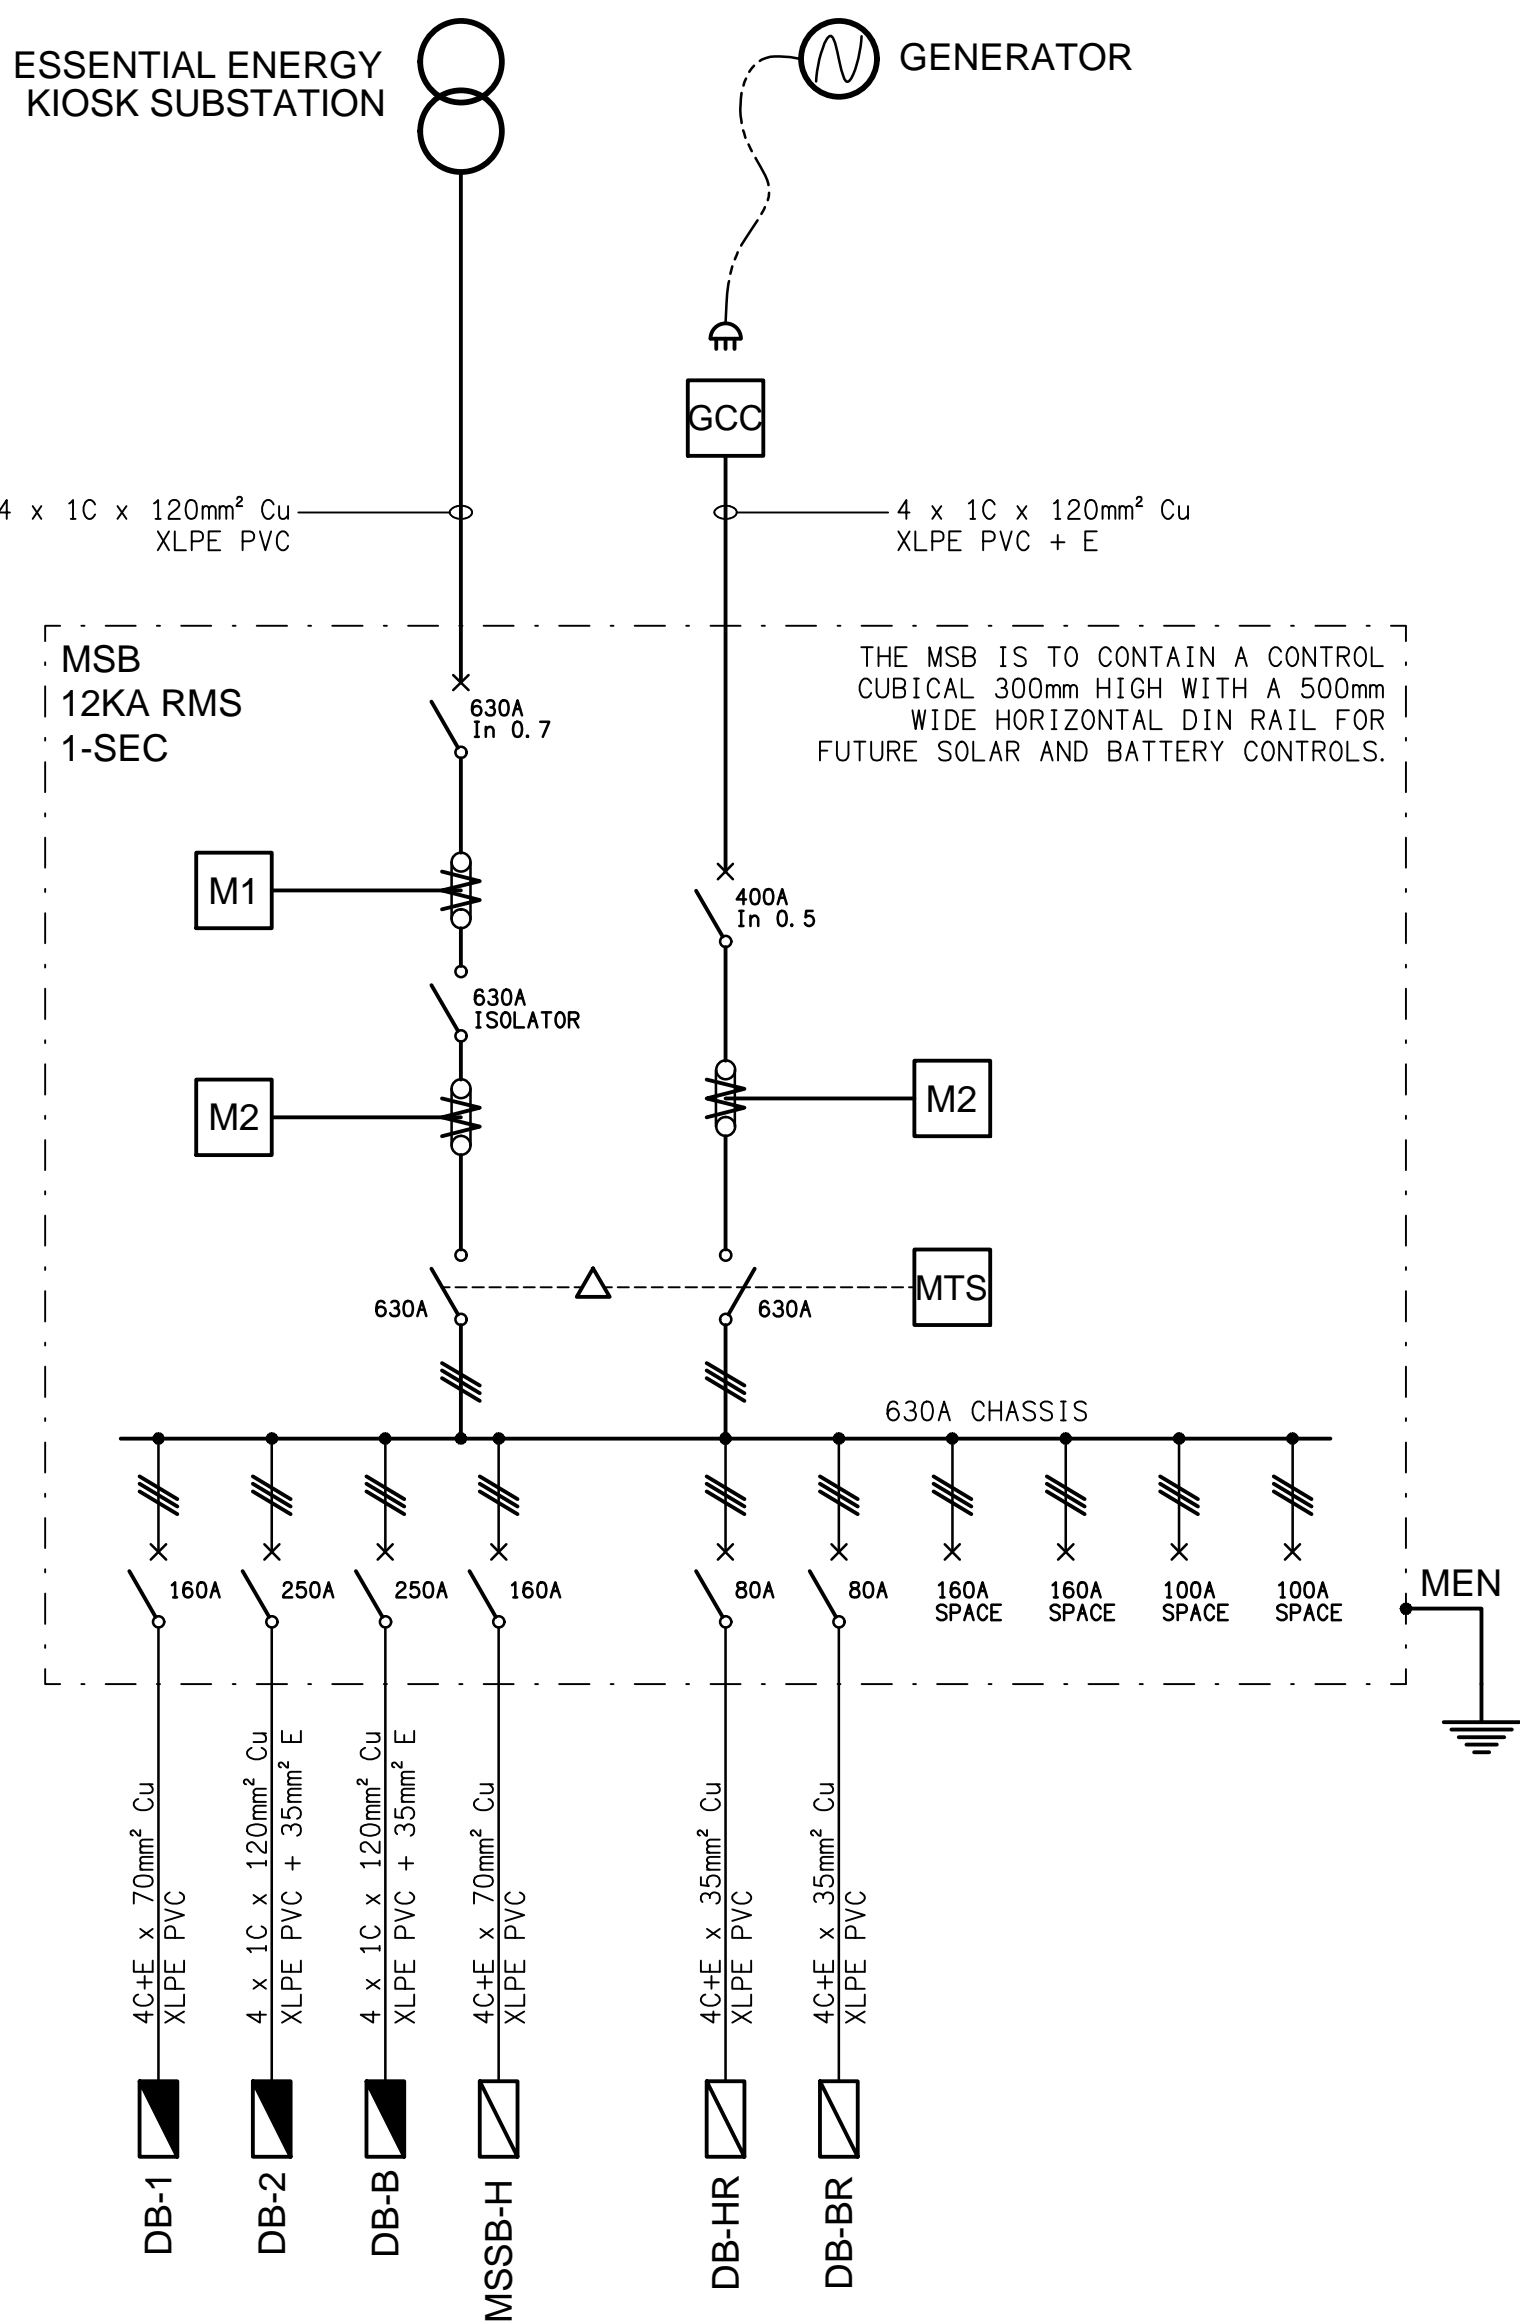 ESSENTIAL ENERGY
KIOSK SUBSTATION
GENERATOR
GCC
4 x 1C x 120mm² Cu
XLPE PVC
4 x 1C x 120mm² Cu
XLPE PVC + E
MSB
12KA RMS
1-SEC
THE MSB IS TO CONTAIN A CONTROL
CUBICAL 300mm HIGH WITH A 500mm
WIDE HORIZONTAL DIN RAIL FOR
FUTURE SOLAR AND BATTERY CONTROLS.
630A
In 0.7
M1
400A
In 0.5
630A
ISOLATOR
M2
M2
630A
630A
MTS
630A CHASSIS
160A
250A
250A
160A
80A
80A
160A
SPACE
160A
SPACE
100A
SPACE
100A
SPACE
MEN
4C+E x 70mm² Cu
XLPE PVC
4 x 1C x 120mm² Cu
XLPE PVC + 35mm² E
4 x 1C x 120mm² Cu
XLPE PVC + 35mm² E
4C+E x 70mm² Cu
XLPE PVC
4C+E x 35mm² Cu
XLPE PVC
4C+E x 35mm² Cu
XLPE PVC
DB-1
DB-2
DB-B
MSSB-H
DB-HR
DB-BR